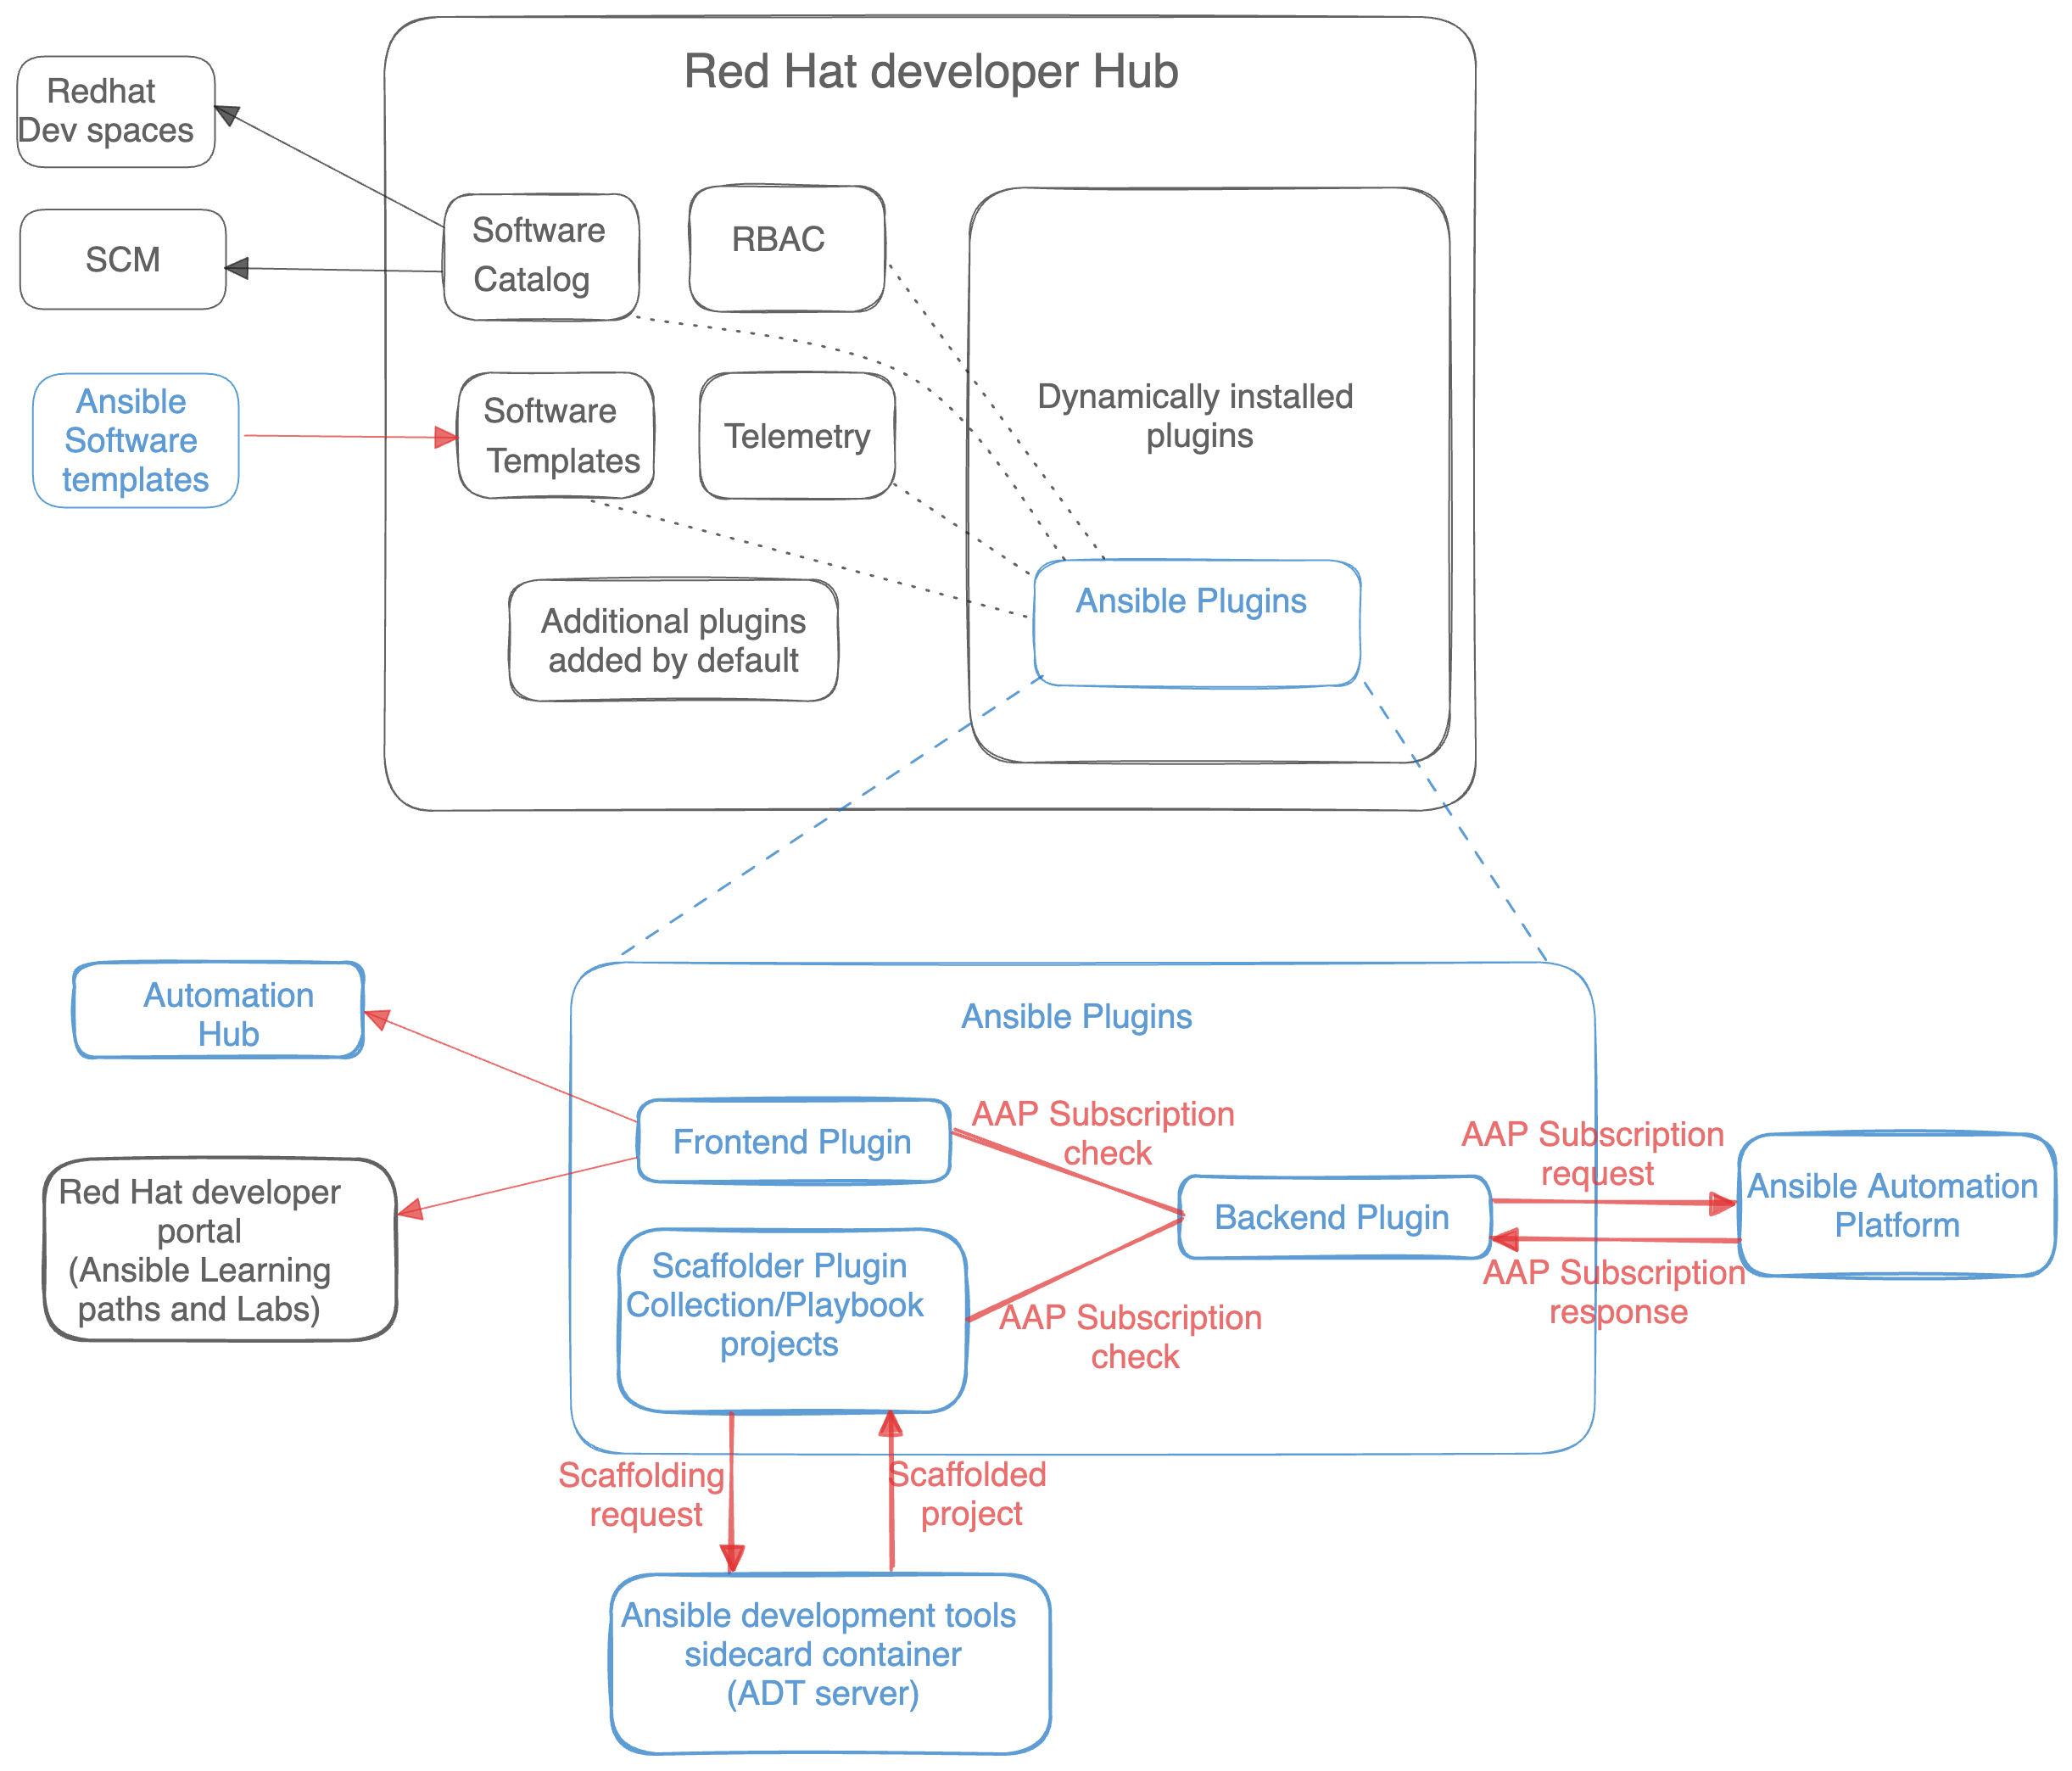 Red Hat developer Hub
Redhat
Dev spaces
SCM
Ansible
Software
templates
Software
Catalog
RBAC
Software
Templates
Telemetry
Additional plugins
added by default
Dynamically installed
plugins
Ansible Plugins
Automation
Hub
Red Hat developer
portal
(Ansible Learning
paths and Labs)
Ansible Plugins
Frontend Plugin
AAP Subscription
check
Scaffolder Plugin
Collection/Playbook
projects
AAP Subscription
check
Backend Plugin
AAP Subscription
request
AAP Subscription
response
Ansible Automation
Platform
Scaffolding
request
Scaffolded
project
Ansible development tools
sidecard container
(ADT server)